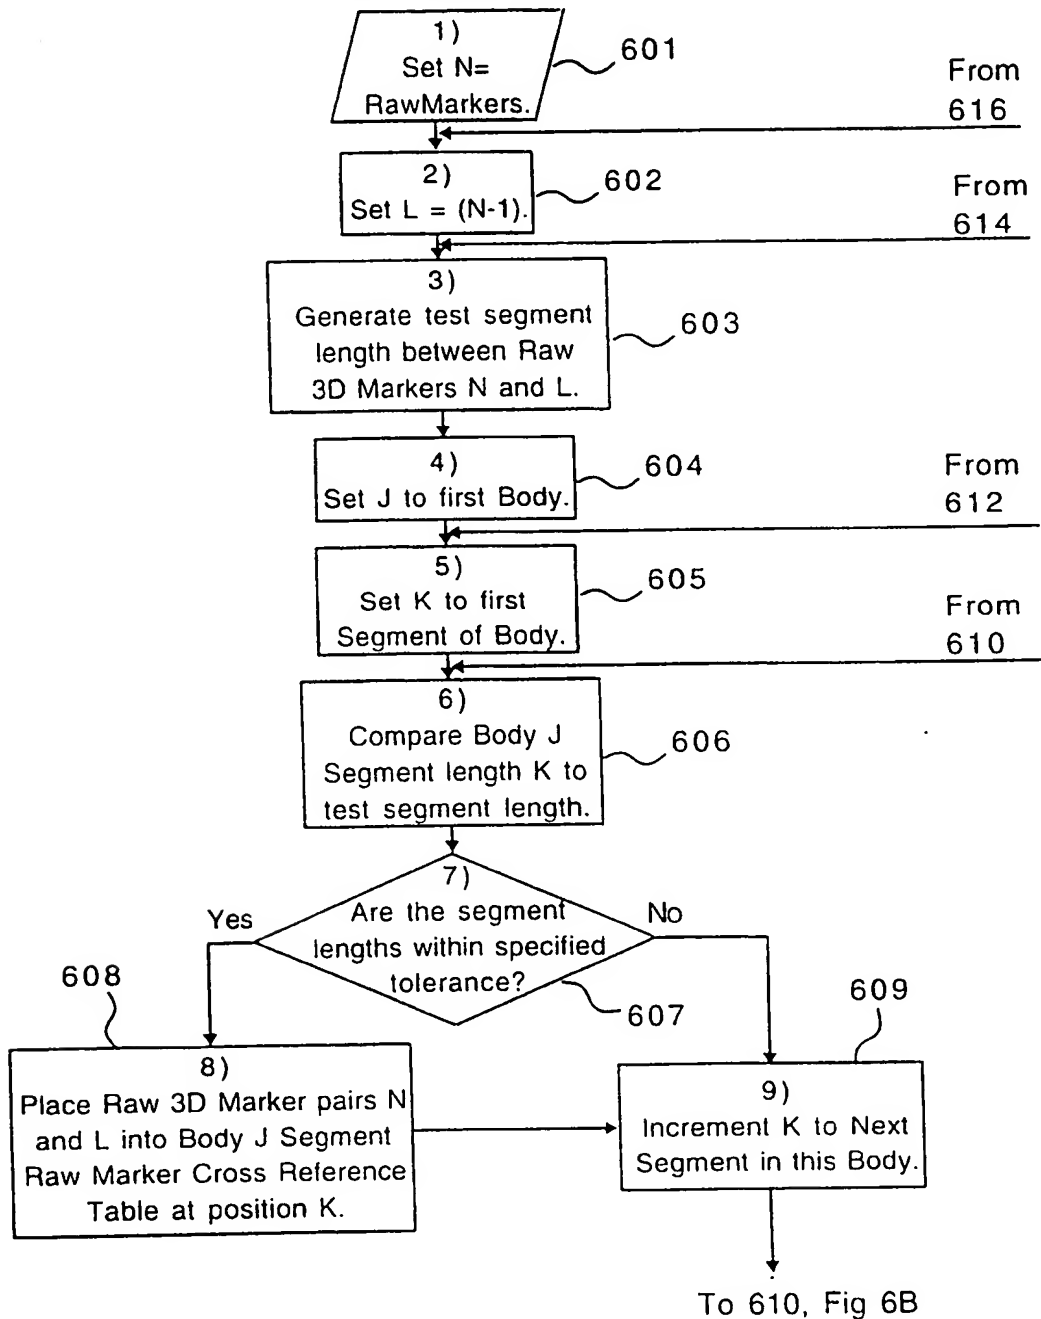 1)
Set N=
RawMarkers.
601
From
616
2)
Set L = (N-1).
602
From
614
3)
Generate test segment
length between Raw
3D Markers N and L.
603
4)
Set J to first Body.
604
From
612
5)
Set K to first
Segment of Body.
605
From
610
6)
Compare Body J
Segment length K to
test segment length.
606
7)
Are the segment
lengths within specified
tolerance?
Yes
No
607
608
8)
Place Raw 3D Marker pairs N
and L into Body J Segment
Raw Marker Cross Reference
Table at position K.
609
9)
Increment K to Next
Segment in this Body.
To 610, Fig 6B